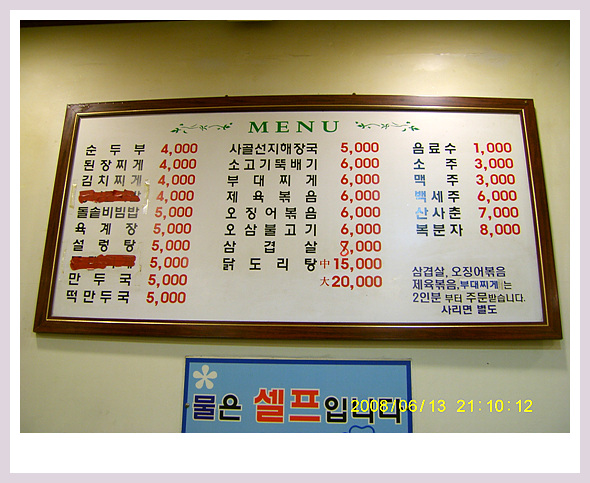 MENU
순두부 4,000
된장찌게 4,000
김치찌게 4,000
4,000
돌솥비빔밥 5,000
육계장 5,000
설렁탕 5,000
5,000
만두국 5,000
떡만두국 5,000
사골선지해장국 5,000
소고기뚝배기 6,000
부대찌게 6,000
제육볶음 6,000
오징어볶음 6,000
오삼불고기 6,000
삼겹살 8,000
닭도리탕 中 15,000
大 20,000
음료수 1,000
소주 3,000
맥주 3,000
백세주 6,000
산사춘 7,000
복분자 8,000
삼겹살, 오징어볶음
제육볶음, 부대찌게는
2인분 부터 주문받습니다.
사리면 별도
물은 셀프입니다
2008/06/13 21:10:12